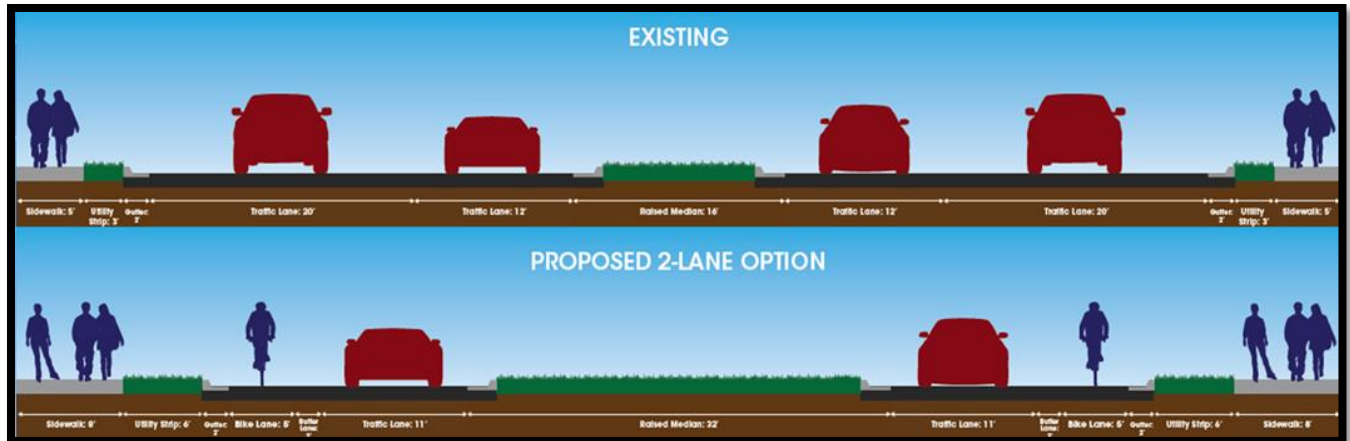 EXISTING
Sidewalk: 5' Utility Strip: 3' Gutter: 2' Traffic Lane: 20' Traffic Lane: 12' Raised Median: 16' Traffic Lane: 12' Traffic Lane: 20' Gutter: 2' Utility Strip: 3' Sidewalk: 5'
PROPOSED 2-LANE OPTION
Sidewalk: 8' Utility Strip: 6' Gutter: 2' Bike Lane: 5' Buffer Lane: Traffic Lane: 11' Raised Median: 32' Traffic Lane: 11' Buffer Lane: Bike Lane: 5' Gutter: 2' Utility Strip: 6' Sidewalk: 8'